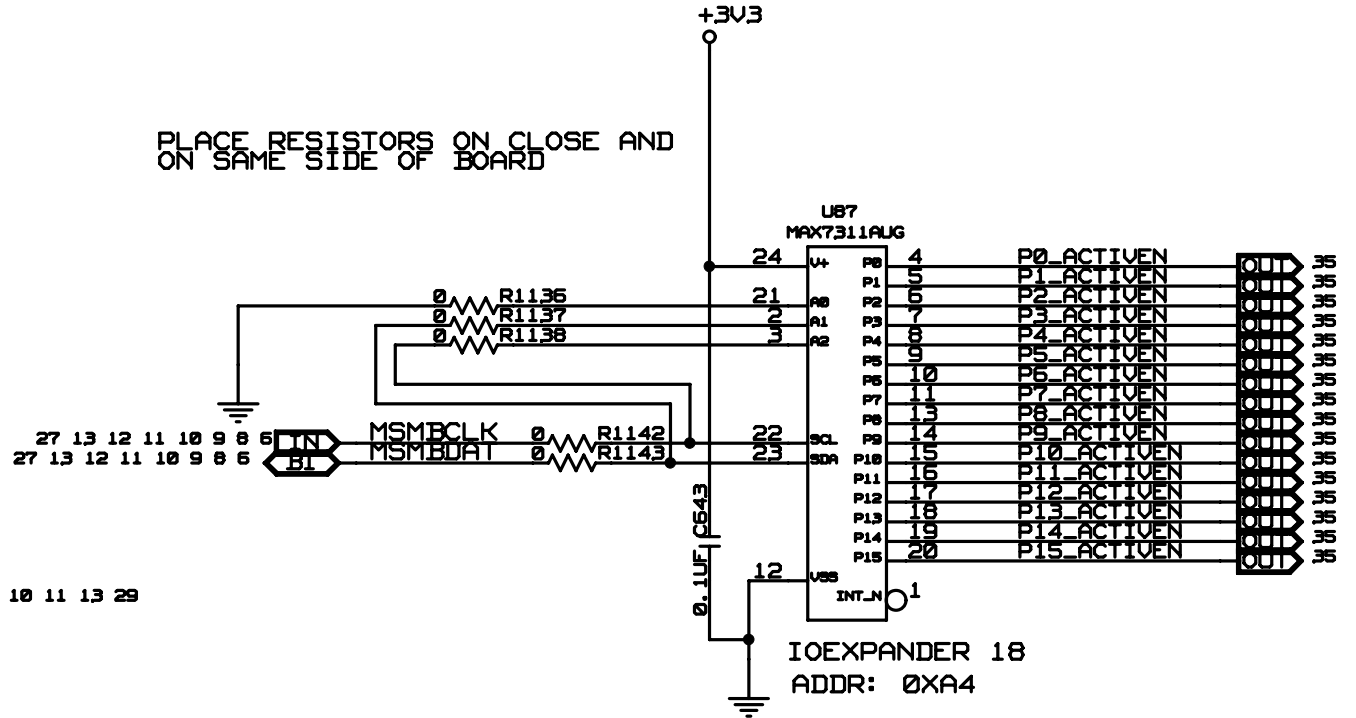 +3V3
PLACE RESISTORS ON CLOSE AND
ON SAME SIDE OF BOARD
U87
MAX7311AUG
24 V+ P0 4 P0_ACTIVEN OUT 35
P1 5 P1_ACTIVEN OUT 35
0 R1136 21 A0 P2 6 P2_ACTIVEN OUT 35
0 R1137 2 A1 P3 7 P3_ACTIVEN OUT 35
0 R1138 3 A2 P4 8 P4_ACTIVEN OUT 35
P5 9 P5_ACTIVEN OUT 35
P6 10 P6_ACTIVEN OUT 35
P7 11 P7_ACTIVEN OUT 35
P8 13 P8_ACTIVEN OUT 35
27 13 12 11 10 9 8 6 IN MSMBCLK 0 R1142 22 SCL P9 14 P9_ACTIVEN OUT 35
27 13 12 11 10 9 8 6 BI MSMBDAT 0 R1143 23 SDA P10 15 P10_ACTIVEN OUT 35
P11 16 P11_ACTIVEN OUT 35
P12 17 P12_ACTIVEN OUT 35
P13 18 P13_ACTIVEN OUT 35
P14 19 P14_ACTIVEN OUT 35
P15 20 P15_ACTIVEN OUT 35
0.1UF C643
12 VSS
INT_N 1
10 11 13 29
IOEXPANDER 18
ADDR: 0XA4